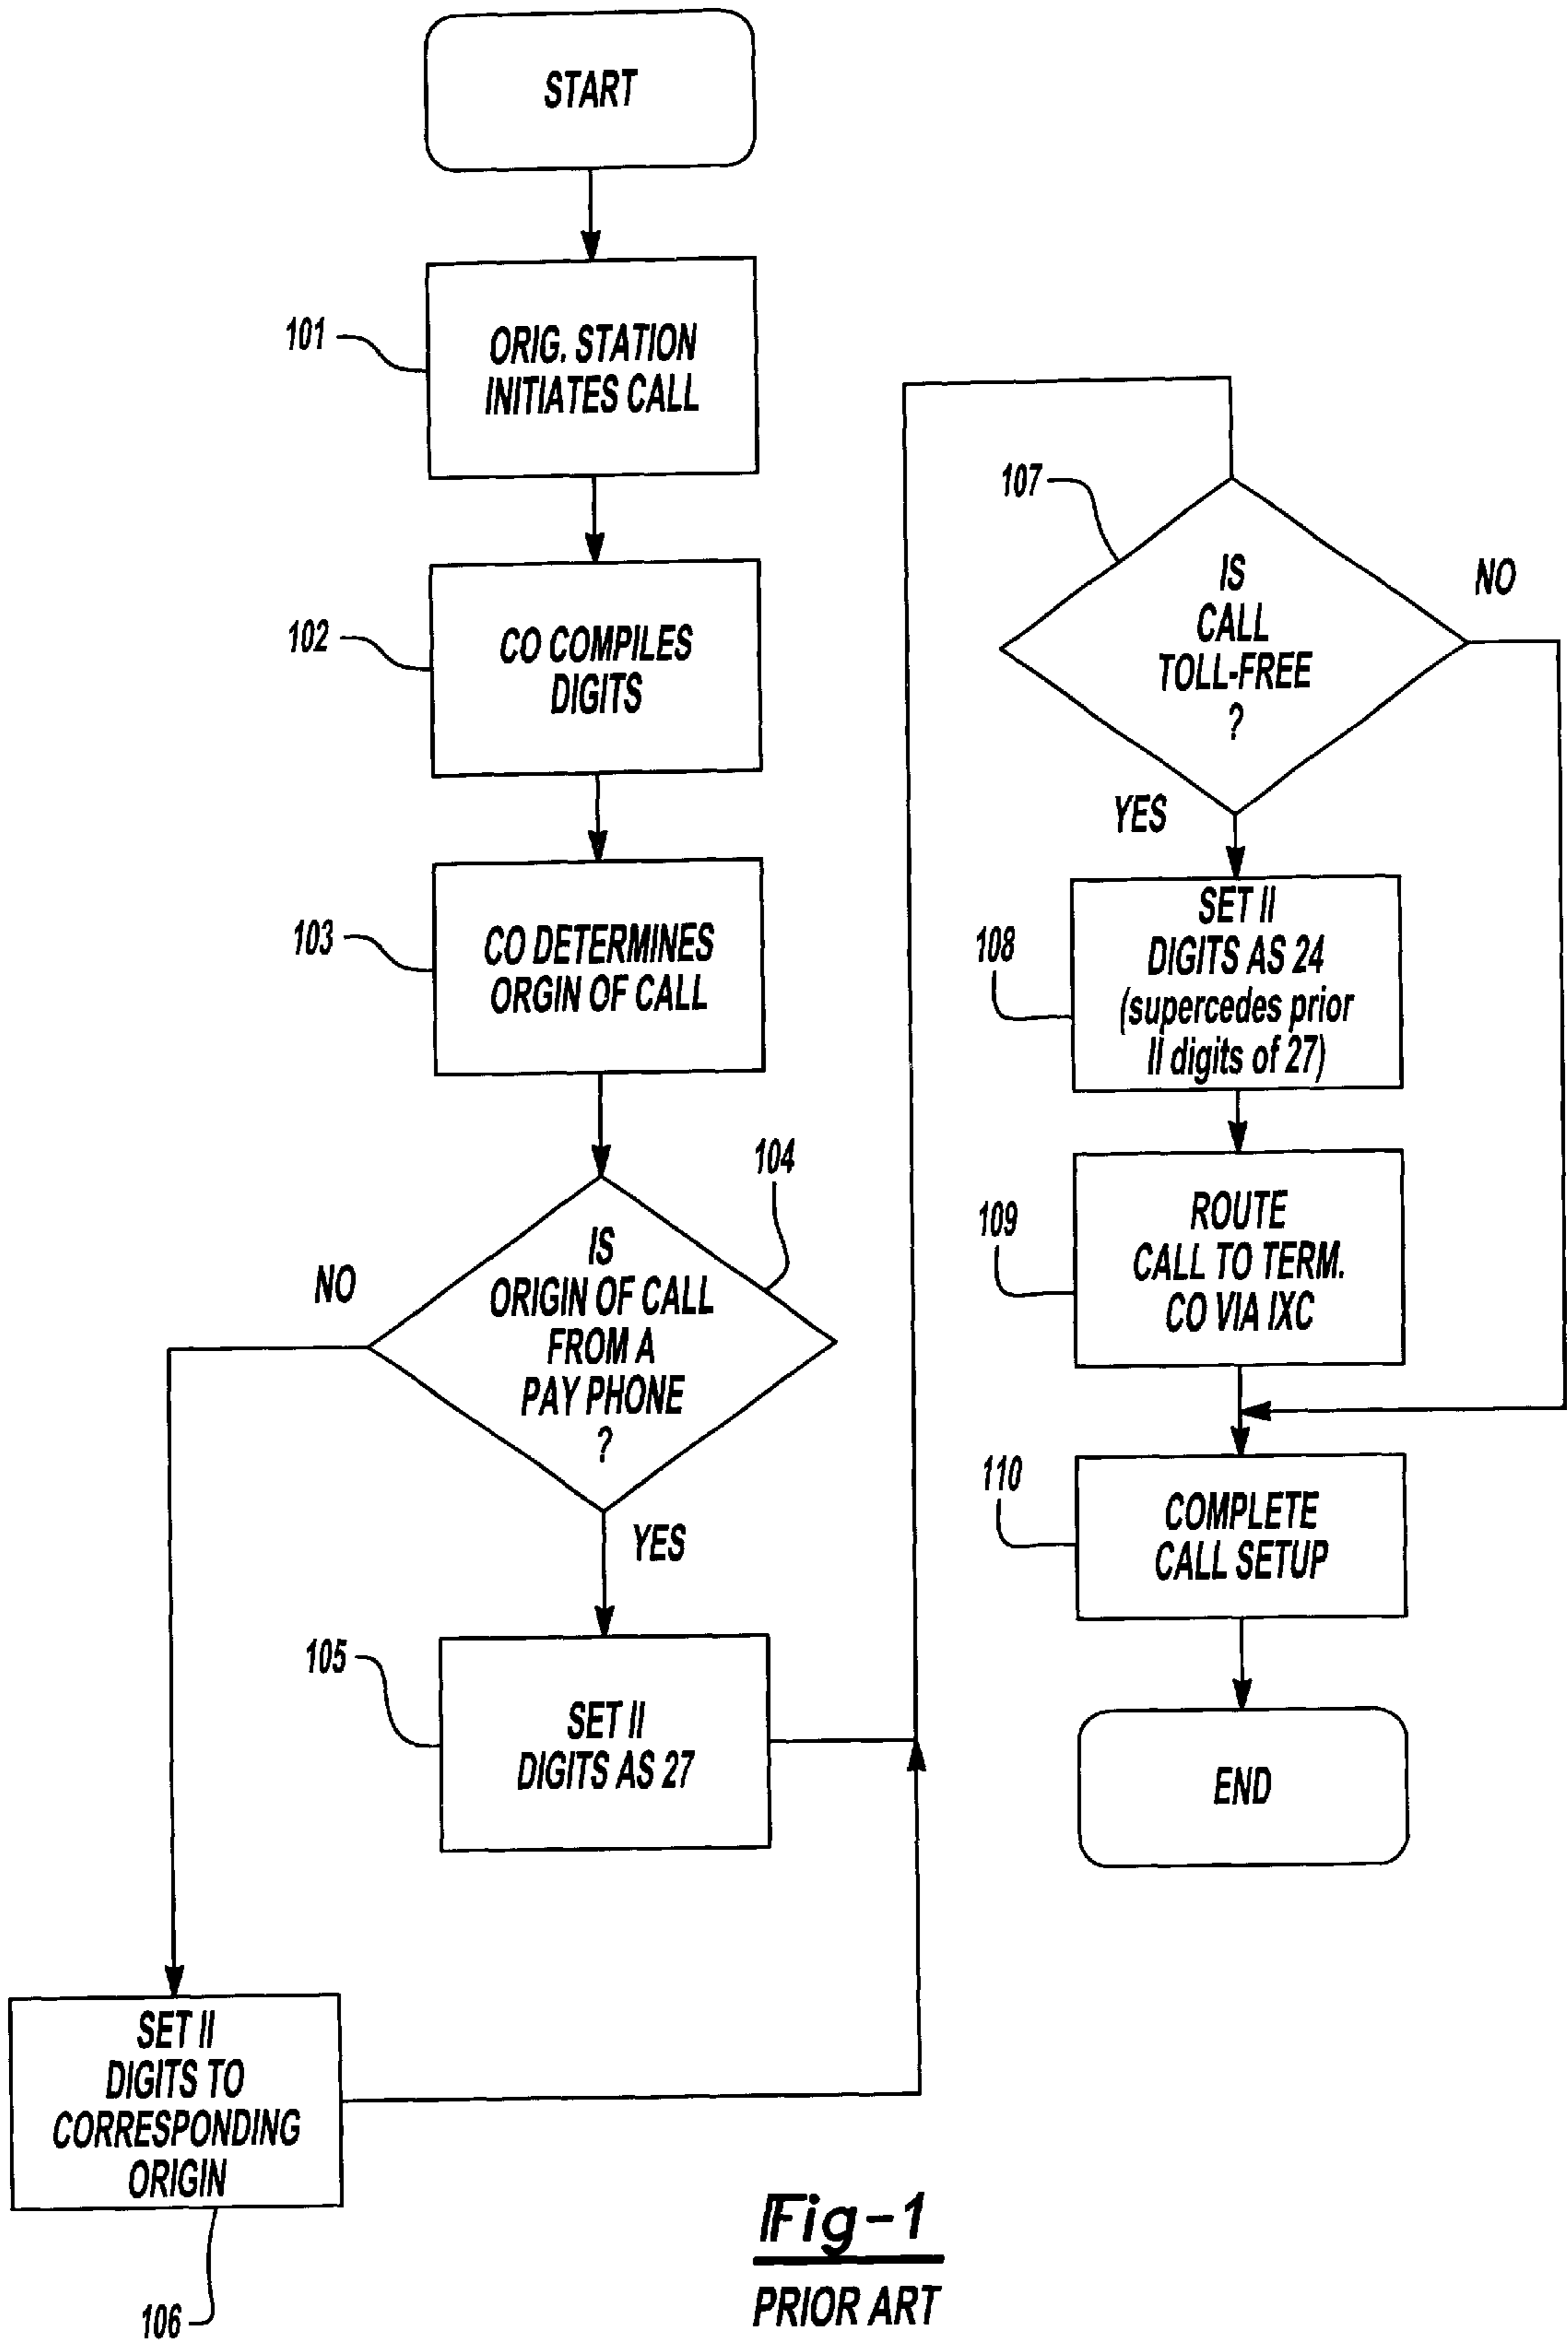 START
101
ORIG. STATION
INITIATES CALL
102
CO COMPILES
DIGITS
103
CO DETERMINES
ORGIN OF CALL
104
IS
ORIGIN OF CALL
FROM A
PAY PHONE
?
NO
YES
105
SET II
DIGITS AS 27
SET II
DIGITS TO
CORRESPONDING
ORIGIN
106
107
IS
CALL
TOLL-FREE
?
NO
YES
108
SET II
DIGITS AS 24
(supercedes prior
II digits of 27)
109
ROUTE
CALL TO TERM.
CO VIA IXC
110
COMPLETE
CALL SETUP
END
Fig-1
PRIOR ART